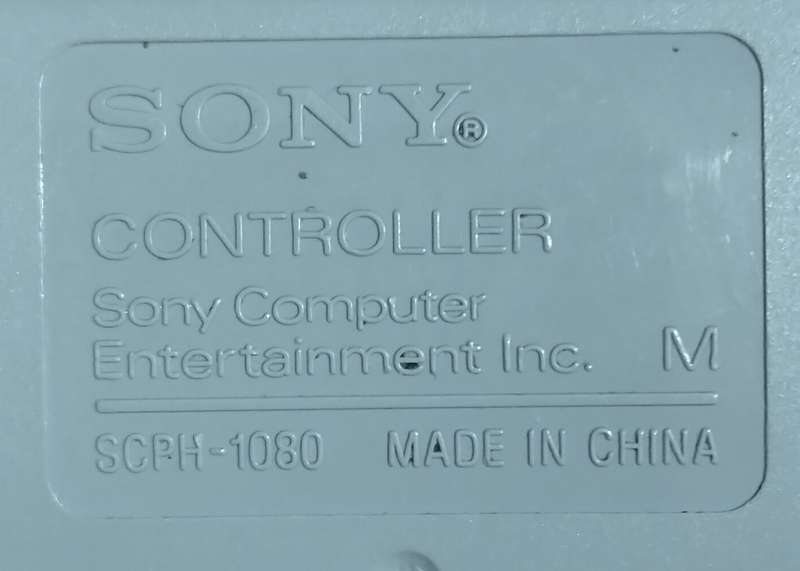 SONY®
CONTROLLER
Sony Computer
Entertainment Inc. M
SCPH-1080 MADE IN CHINA